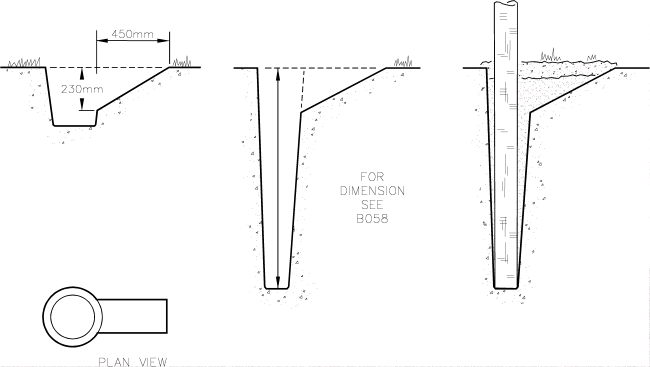 450mm
230mm
FOR
DIMENSION
SEE
B058
PLAN VIEW